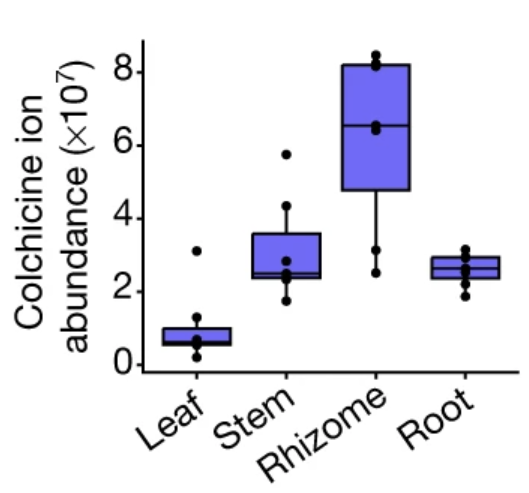 Colchicine ion
abundance (×10⁷)
8
6
4
2
0
Leaf
Stem
Rhizome
Root